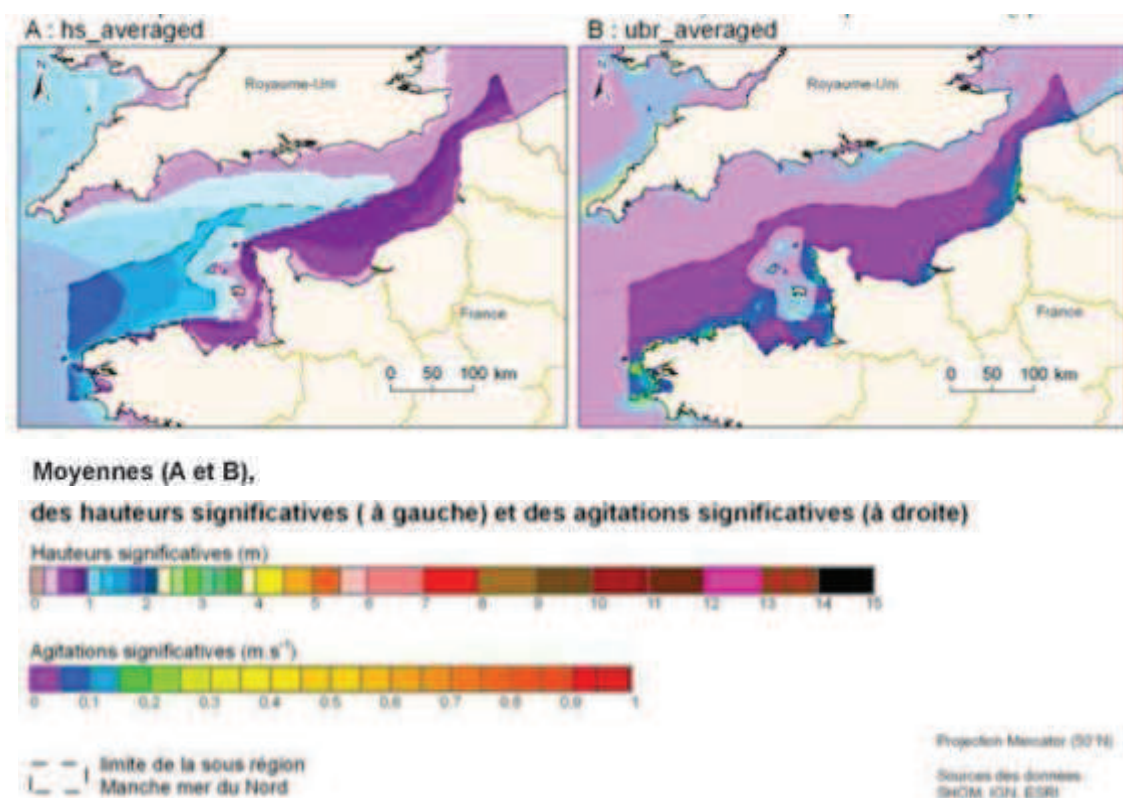 A : hs_averaged
B : ubr_averaged
N
Royaume-Uni
France
0 50 100 km
N
Royaume-Uni
France
0 50 100 km
Moyennes (A et B),
des hauteurs significatives ( à gauche) et des agitations significatives (à droite)
Hauteurs significatives (m)
0 1 2 3 4 5 6 7 8 9 10 11 12 13 14 15
Agitations significatives (m.s⁻¹)
0 0.1 0.2 0.3 0.4 0.5 0.6 0.7 0.8 0.9 1
limite de la sous région
Manche mer du Nord
Projection Mercator (50°N)
Sources des données :
SHOM, IGN, ESRI